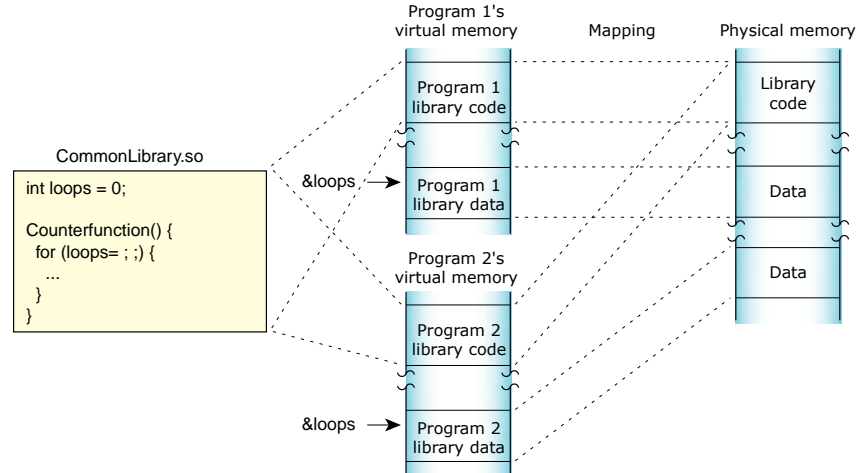 Program 1's
virtual memory
Mapping
Physical memory
Program 1
library code
Library
code
CommonLibrary.so
int loops = 0;
Counterfunction() {
for (loops= ; ;) {
...
}
}
&loops
Program 1
library data
Data
Program 2's
virtual memory
Data
Program 2
library code
&loops
Program 2
library data